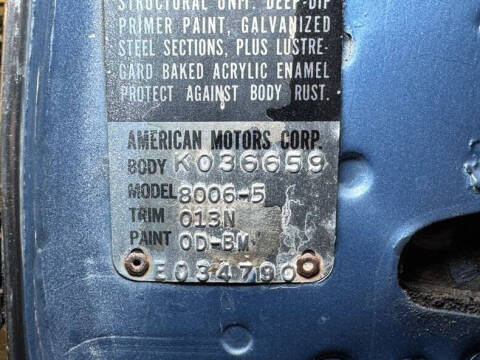 STRUCTURAL UNIT. DEEP-DIP
PRIMER PAINT, GALVANIZED
STEEL SECTIONS, PLUS LUSTRE-
GARD BAKED ACRYLIC ENAMEL
PROTECT AGAINST BODY RUST.
AMERICAN MOTORS CORP.
BODY K036659
MODEL 8006-5
TRIM 013N
PAINT 0D-BM
E034790